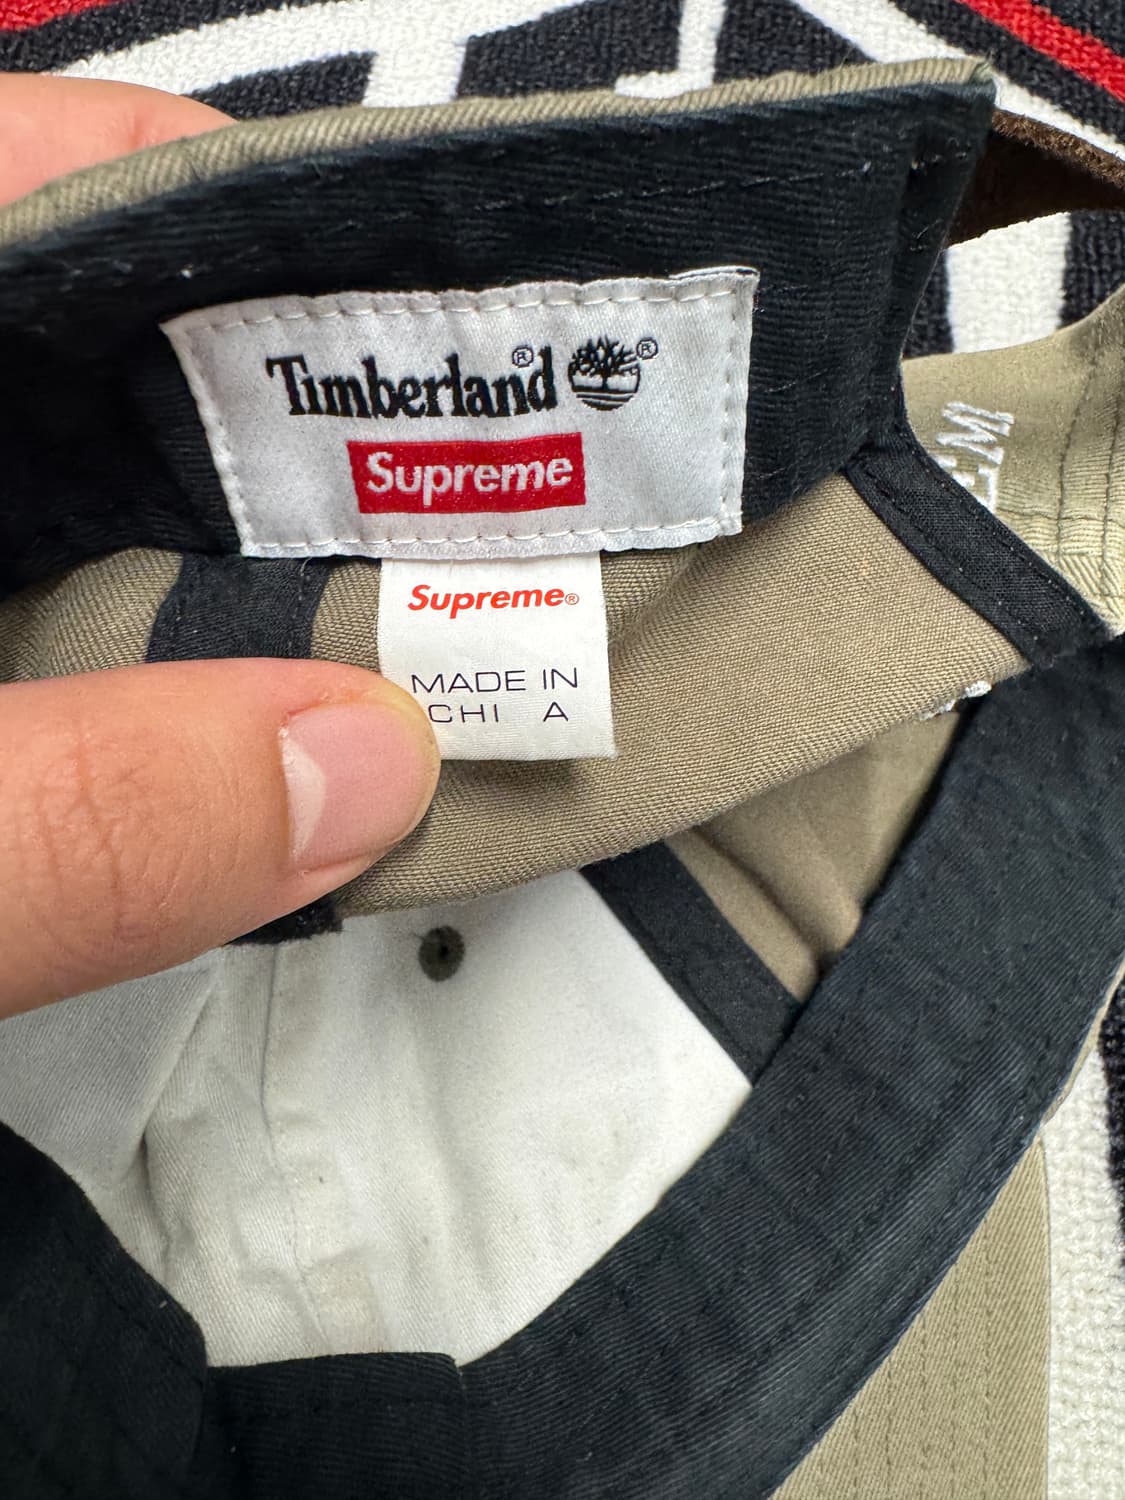 Timberland® ®
Supreme
Supreme®
MADE IN
CHI A